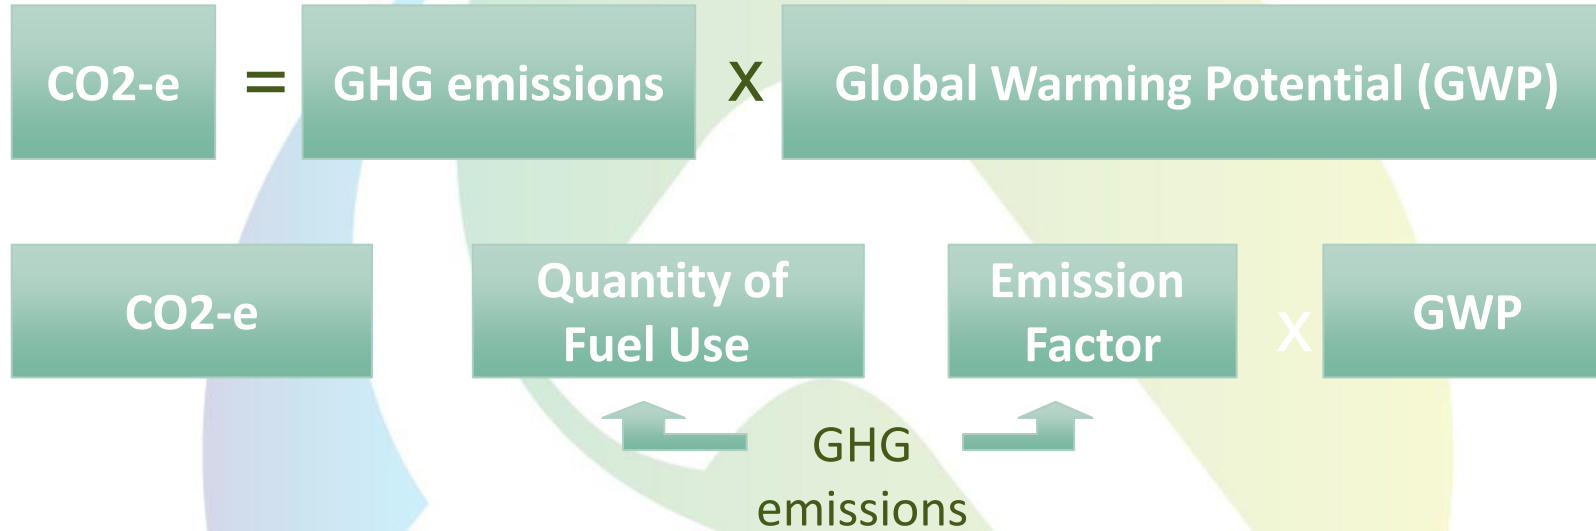 CO2-e = GHG emissions x Global Warming Potential (GWP)
CO2-e Quantity of Emission GWP
Fuel Use Factor x
GHG
emissions